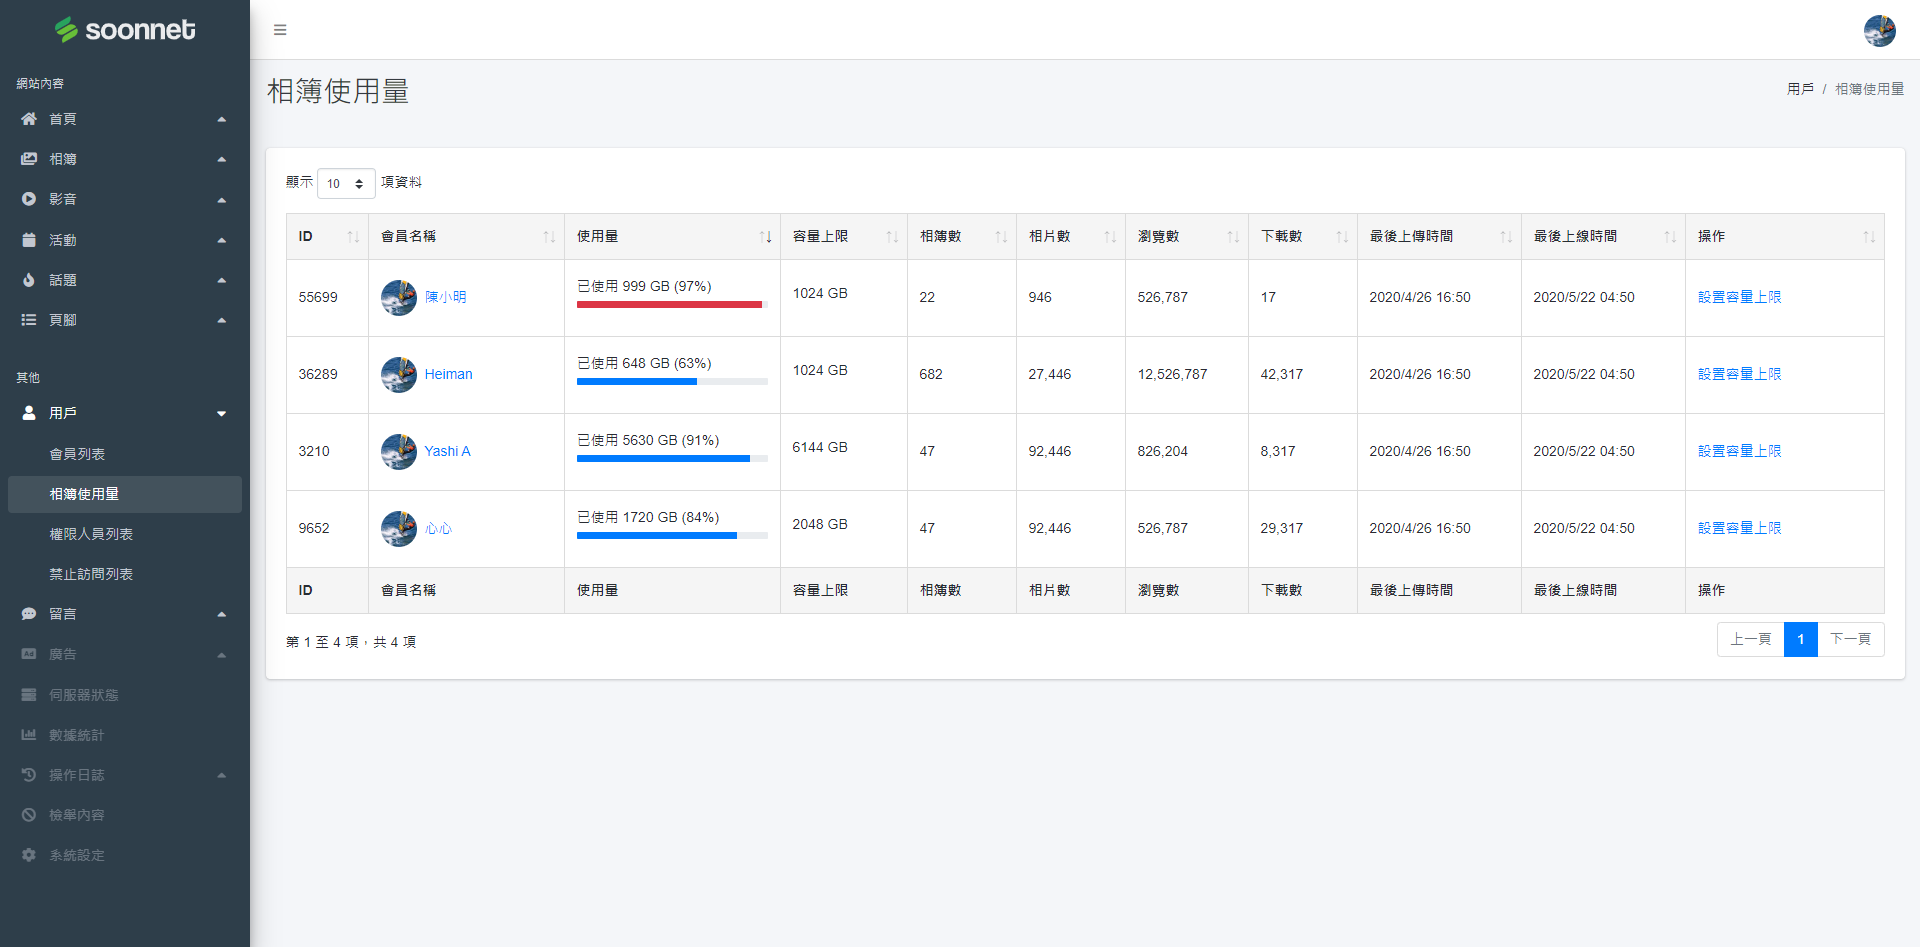 soonnet
網站內容
首頁
相簿
影音
活動
話題
頁腳
其他
用戶
會員列表
相簿使用量
權限人員列表
禁止訪問列表
留言
Ad 廣告
伺服器狀態
數據統計
操作日誌
檢舉內容
系統設定
相簿使用量
用戶 / 相簿使用量
顯示 10 項資料
ID 會員名稱 使用量 容量上限 相簿數 相片數 瀏覽數 下載數 最後上傳時間 最後上線時間 操作
55699 陳小明 已使用 999 GB (97%) 1024 GB 22 946 526,787 17 2020/4/26 16:50 2020/5/22 04:50 設置容量上限
36289 Heiman 已使用 648 GB (63%) 1024 GB 682 27,446 12,526,787 42,317 2020/4/26 16:50 2020/5/22 04:50 設置容量上限
3210 Yashi A 已使用 5630 GB (91%) 6144 GB 47 92,446 826,204 8,317 2020/4/26 16:50 2020/5/22 04:50 設置容量上限
9652 心心 已使用 1720 GB (84%) 2048 GB 47 92,446 526,787 29,317 2020/4/26 16:50 2020/5/22 04:50 設置容量上限
ID 會員名稱 使用量 容量上限 相簿數 相片數 瀏覽數 下載數 最後上傳時間 最後上線時間 操作
第 1 至 4 項，共 4 項
上一頁 1 下一頁